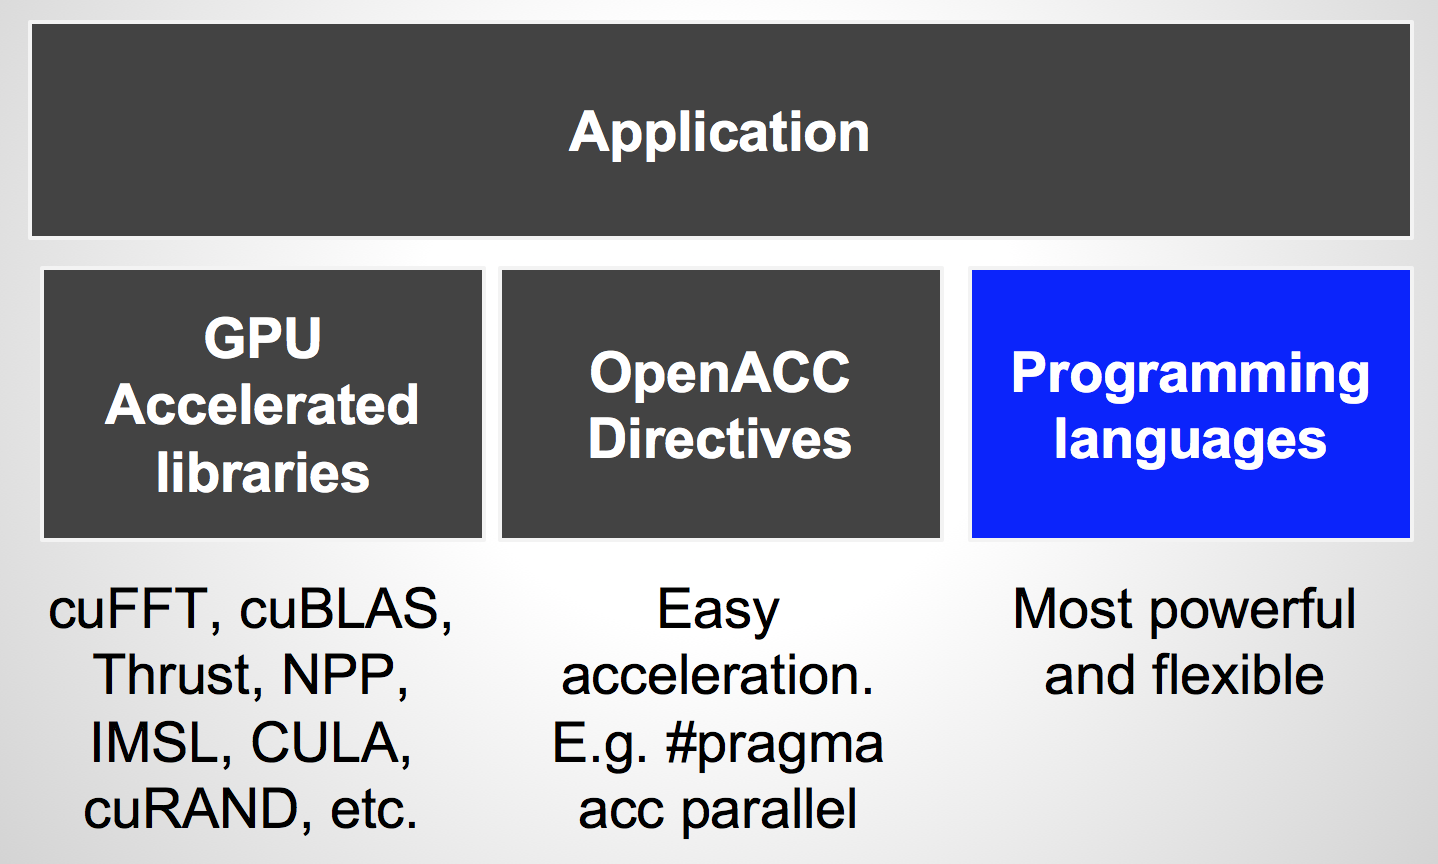 Application
GPU
Accelerated
libraries
OpenACC
Directives
Programming
languages
cuFFT, cuBLAS,
Thrust, NPP,
IMSL, CULA,
cuRAND, etc.
Easy
acceleration.
E.g. #pragma
acc parallel
Most powerful
and flexible